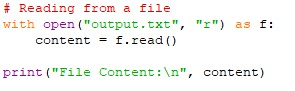 # Reading from a file
with open("output.txt", "r") as f:
    content = f.read()
print("File Content:\n", content)